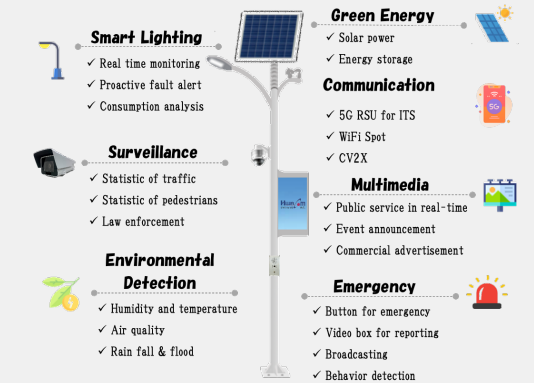 Smart Lighting
Real time monitoring
Proactive fault alert
Consumption analysis
Surveillance
Statistic of traffic
Statistic of pedestrians
Law enforcement
Environmental
Detection
Humidity and temperature
Air quality
Rain fall & flood
Green Energy
Solar power
Energy storage
Communication
5G RSU for ITS
WiFi Spot
CV2X
5G
Multimedia
Public service in real-time
Event announcement
Commercial advertisement
Emergency
Button for emergency
Video box for reporting
Broadcasting
Behavior detection